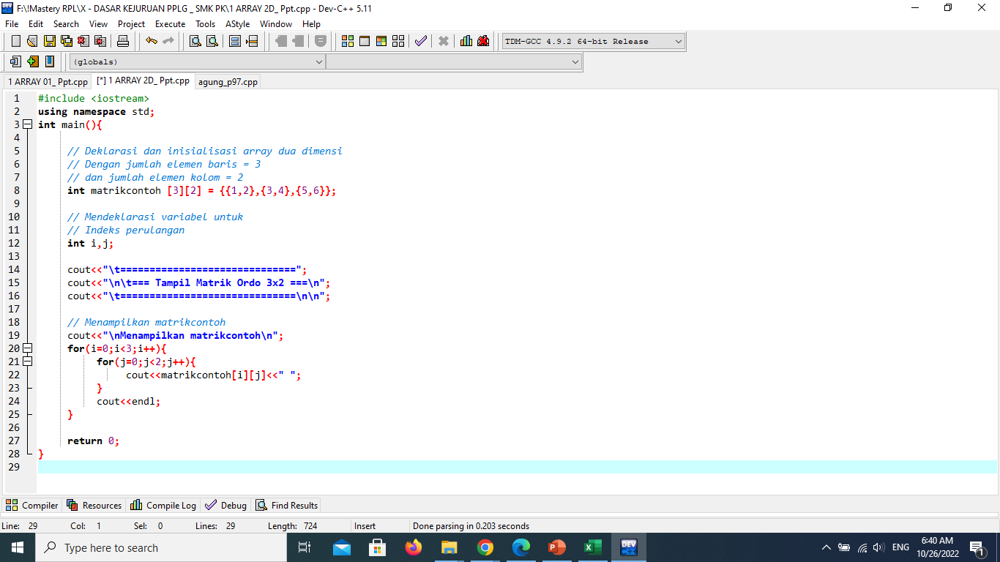 F:\!Mastery RPL\X - DASAR KEJURUAN PPLG _ SMK PK\1 ARRAY 2D_ Ppt.cpp - Dev-C++ 5.11
File Edit Search View Project Execute Tools AStyle Window Help
TDM-GCC 4.9.2 64-bit Release
(globals)
1 ARRAY 01_ Ppt.cpp [*] 1 ARRAY 2D_ Ppt.cpp agung_p97.cpp
1 #include <iostream>
2 using namespace std;
3 int main(){
4
5 // Deklarasi dan inisialisasi array dua dimensi
6 // Dengan jumlah elemen baris = 3
7 // dan jumlah elemen kolom = 2
8 int matrikcontoh [3][2] = {{1,2},{3,4},{5,6}};
9
10 // Mendeklarasi variabel untuk
11 // Indeks perulangan
12 int i,j;
13
14 cout<<"\t==============================";
15 cout<<"\n\t=== Tampil Matrik Ordo 3x2 ===\n";
16 cout<<"\t==============================\n\n";
17
18 // Menampilkan matrikcontoh
19 cout<<"\nMenampilkan matrikcontoh\n";
20 for(i=0;i<3;i++){
21 for(j=0;j<2;j++){
22 cout<<matrikcontoh[i][j]<<" ";
23 }
24 cout<<endl;
25 }
26
27 return 0;
28 }
29
Compiler Resources Compile Log Debug Find Results
Line: 29 Col: 1 Sel: 0 Lines: 29 Length: 724 Insert Done parsing in 0.203 seconds
Type here to search
DEV
ENG
6:40 AM
10/26/2022
1